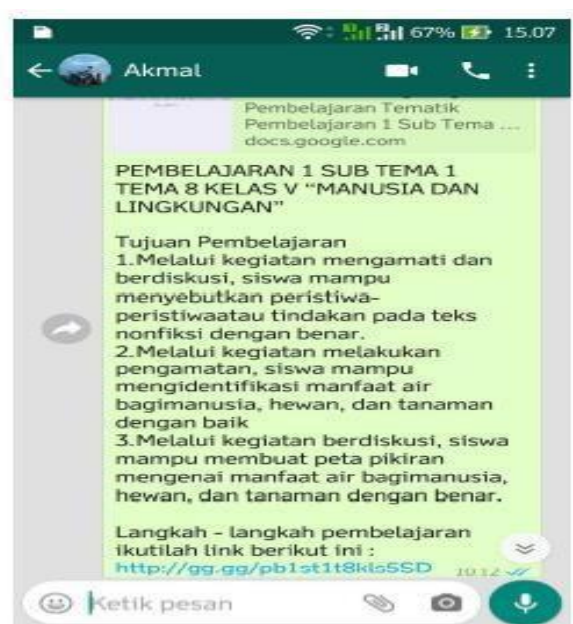 67% 15.07
Akmal
Pembelajaran Tematik
Pembelajaran 1 Sub Tema ...
docs.google.com
PEMBELAJARAN 1 SUB TEMA 1
TEMA 8 KELAS V “MANUSIA DAN
LINGKUNGAN”
Tujuan Pembelajaran
1.Melalui kegiatan mengamati dan
berdiskusi, siswa mampu
menyebutkan peristiwa-
peristiwaatau tindakan pada teks
nonfiksi dengan benar.
2.Melalui kegiatan melakukan
pengamatan, siswa mampu
mengidentifikasi manfaat air
bagimanusia, hewan, dan tanaman
dengan baik
3.Melalui kegiatan berdiskusi, siswa
mampu membuat peta pikiran
mengenai manfaat air bagimanusia,
hewan, dan tanaman dengan benar.
Langkah - langkah pembelajaran
ikutilah link berikut ini :
http://gg.gg/pb1st1t8klsSSD 10.12
Ketik pesan